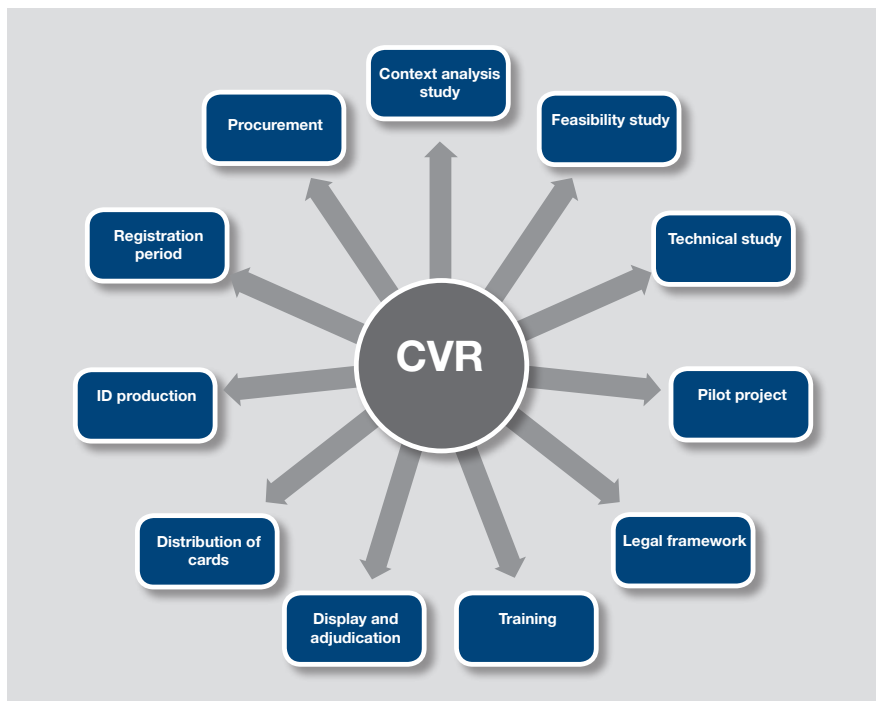 Context analysis
study
Feasibility study
Technical study
Pilot project
Legal framework
Training
Display and
adjudication
Distribution of
cards
ID production
Registration
period
Procurement
CVR